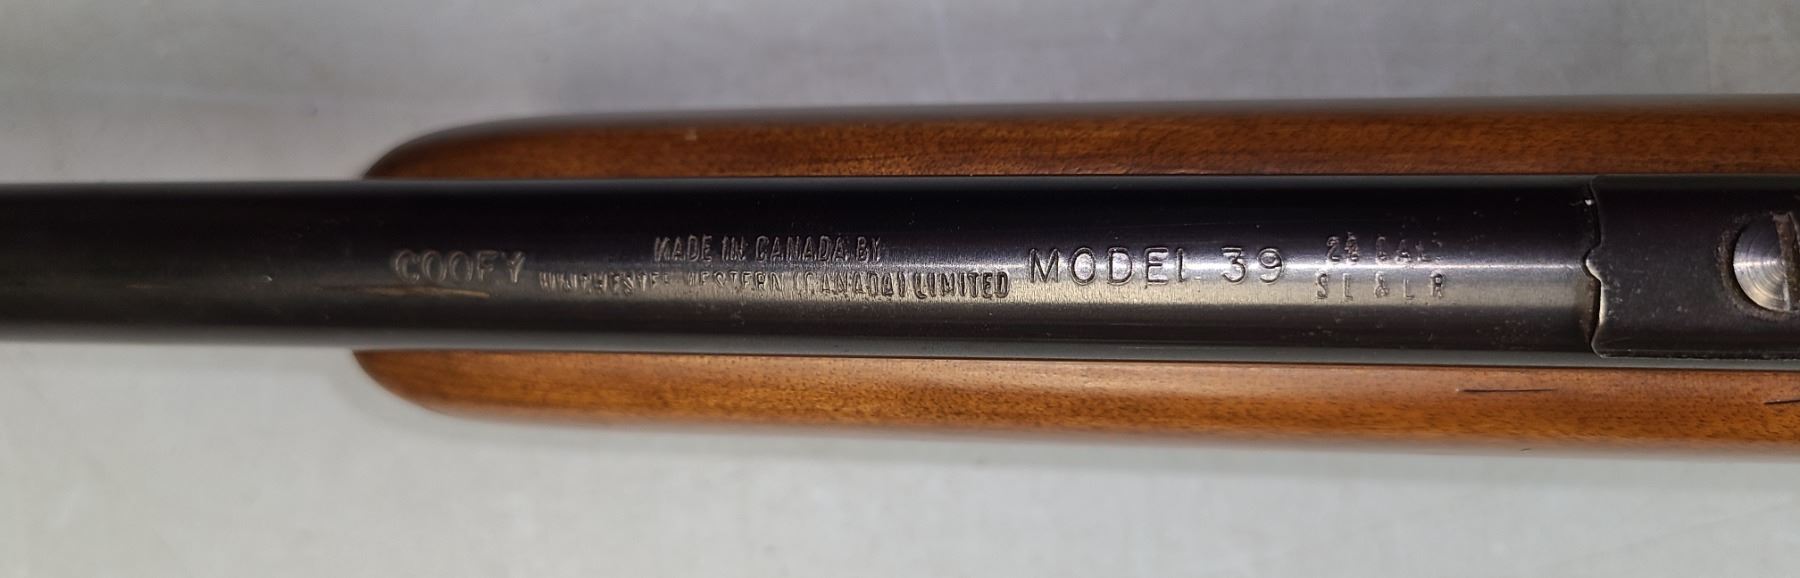 COOEY
MADE IN CANADA BY
WINCHESTER-WESTERN (CANADA) LIMITED
MODEL 39
22 CAL.
S L & L R